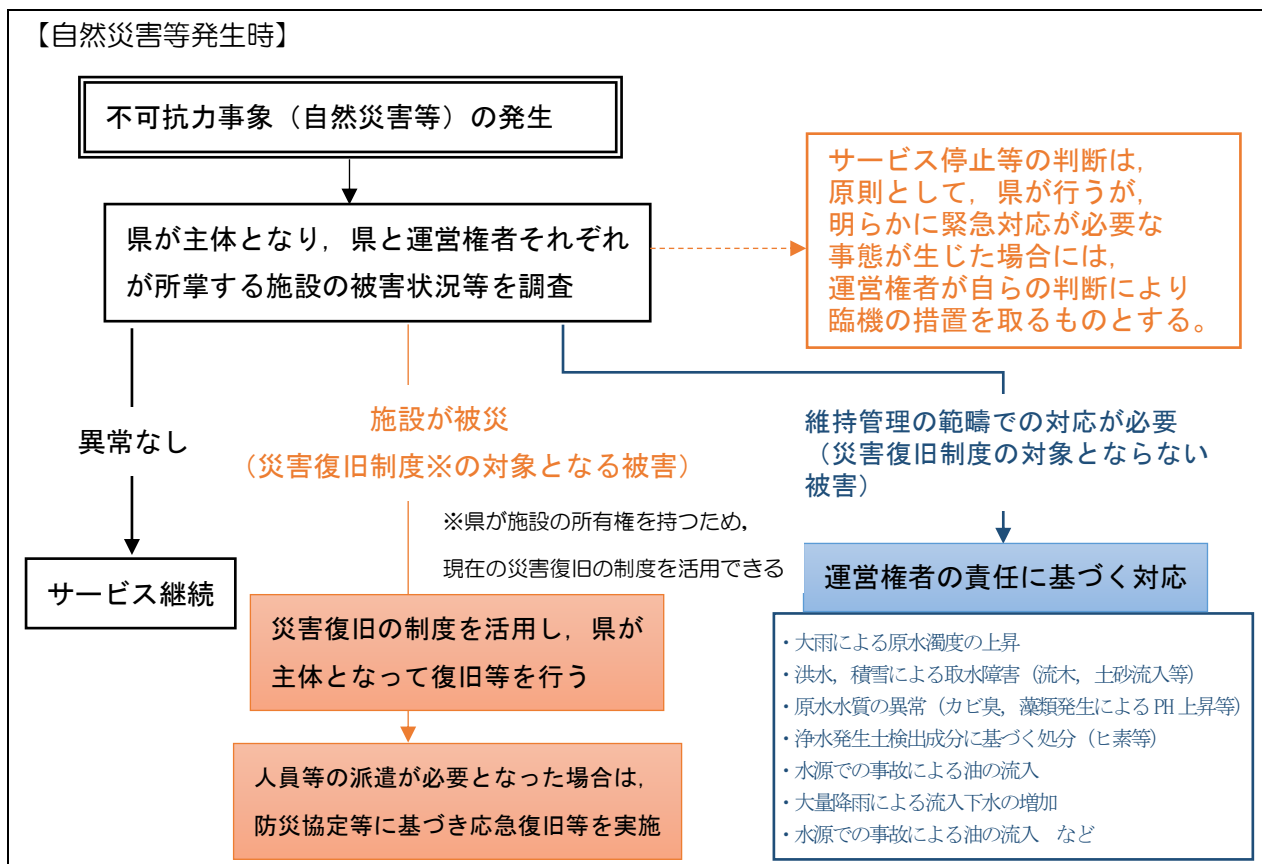 【自然災害等発生時】
不可抗力事象（自然災害等）の発生
サービス停止等の判断は，
原則として，県が行うが，
明らかに緊急対応が必要な
事態が生じた場合には，
運営権者が自らの判断により
臨機の措置を取るものとする。
県が主体となり，県と運営権者それぞれ
が所掌する施設の被害状況等を調査
異常なし
施設が被災
（災害復旧制度※の対象となる被害）
維持管理の範疇での対応が必要
（災害復旧制度の対象とならない
被害）
※県が施設の所有権を持つため，
現在の災害復旧の制度を活用できる
サービス継続
災害復旧の制度を活用し，県が
主体となって復旧等を行う
人員等の派遣が必要となった場合は，
防災協定等に基づき応急復旧等を実施
運営権者の責任に基づく対応
・大雨による原水濁度の上昇
・洪水，積雪による取水障害（流木，土砂流入等）
・原水水質の異常（カビ臭，藻類発生によるPH上昇等）
・浄水発生土検出成分に基づく処分（ヒ素等）
・水源での事故による油の流入
・大量降雨による流入下水の増加
・水源での事故による油の流入　など